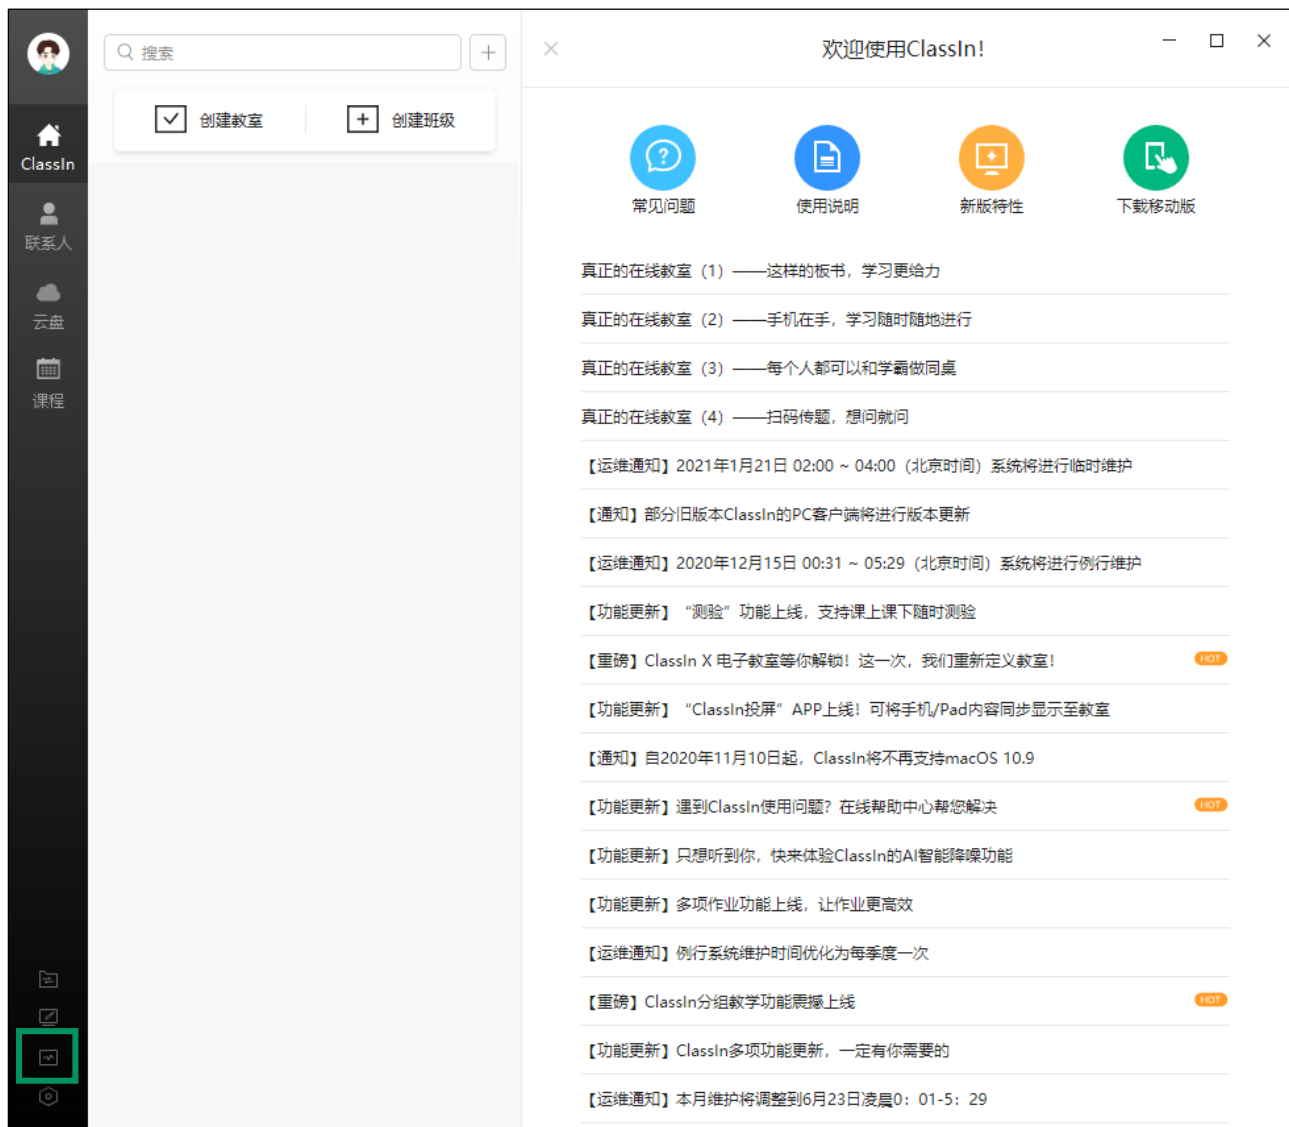 搜索
创建教室
创建班级
ClassIn
联系人
云盘
课程
欢迎使用ClassIn!
常见问题
使用说明
新版特性
下载移动版
真正的在线教室（1）——这样的板书，学习更给力
真正的在线教室（2）——手机在手，学习随时随地进行
真正的在线教室（3）——每个人都可以和学霸做同桌
真正的在线教室（4）——扫码传题，想问就问
【运维通知】2021年1月21日 02:00 ~ 04:00（北京时间）系统将进行临时维护
【通知】部分旧版本ClassIn的PC客户端将进行版本更新
【运维通知】2020年12月15日 00:31 ~ 05:29（北京时间）系统将进行例行维护
【功能更新】“测验”功能上线，支持课上课下随时测验
【重磅】ClassIn X 电子教室等你解锁！这一次，我们重新定义教室！ HOT
【功能更新】“ClassIn投屏”APP上线！可将手机/Pad内容同步显示至教室
【通知】自2020年11月10日起，ClassIn将不再支持macOS 10.9
【功能更新】遇到ClassIn使用问题？在线帮助中心帮您解决 HOT
【功能更新】只想听到你，快来体验ClassIn的AI智能降噪功能
【功能更新】多项作业功能上线，让作业更高效
【运维通知】例行系统维护时间优化为每季度一次
【重磅】ClassIn分组教学功能震撼上线 HOT
【功能更新】ClassIn多项功能更新，一定有你需要的
【运维通知】本月维护将调整到6月23日凌晨0：01-5：29